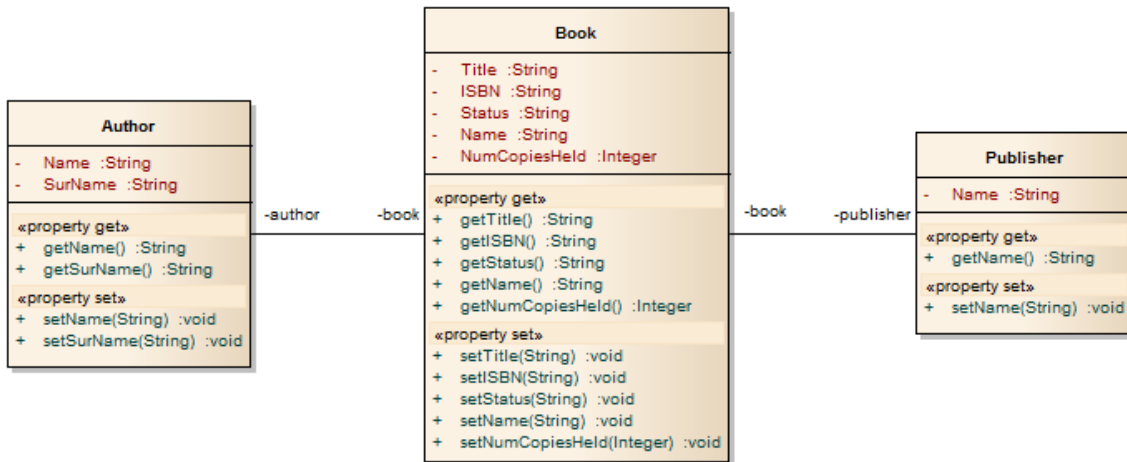 Author
- Name :String
- SurName :String
«property get»
+ getName() :String
+ getSurName() :String
«property set»
+ setName(String) :void
+ setSurName(String) :void
-author
-book
Book
- Title :String
- ISBN :String
- Status :String
- Name :String
- NumCopiesHeld :Integer
«property get»
+ getTitle() :String
+ getISBN() :String
+ getStatus() :String
+ getName() :String
+ getNumCopiesHeld() :Integer
«property set»
+ setTitle(String) :void
+ setISBN(String) :void
+ setStatus(String) :void
+ setName(String) :void
+ setNumCopiesHeld(Integer) :void
-book
-publisher
Publisher
- Name :String
«property get»
+ getName() :String
«property set»
+ setName(String) :void